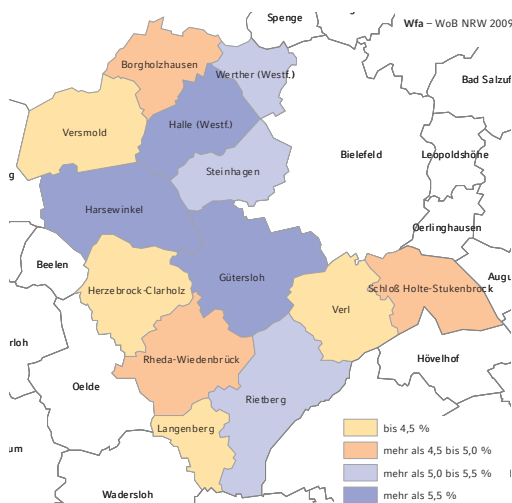 Spenge
Wfa – WoB NRW 2009
Borgholzhausen
Werther (Westf.)
Bad Salzuf
Versmold
Halle (Westf.)
Bielefeld
Leopoldshöhe
g
Steinhagen
Harsewinkel
Oerlinghausen
Beelen
Gütersloh
Augu
Herzebrock-Clarholz
Schloß Holte-Stukenbrock
Verl
rloh
Rheda-Wiedenbrück
Hövelhof
Oelde
Rietberg
Langenberg
bis 4,5 %
um
mehr als 4,5 bis 5,0 %
mehr als 5,0 bis 5,5 %
Wadersloh
mehr als 5,5 %